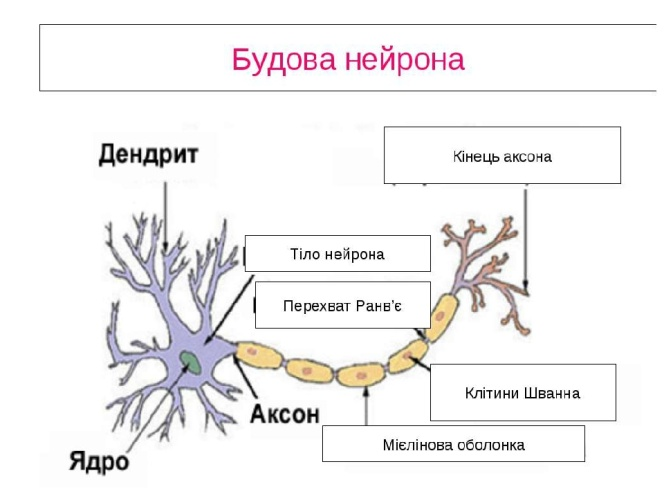 Будова нейрона
Кінець аксона
Дендрит
Тіло нейрона
Перехват Ранв’є
Клітини Шванна
Аксон
Мієлінова оболонка
Ядро